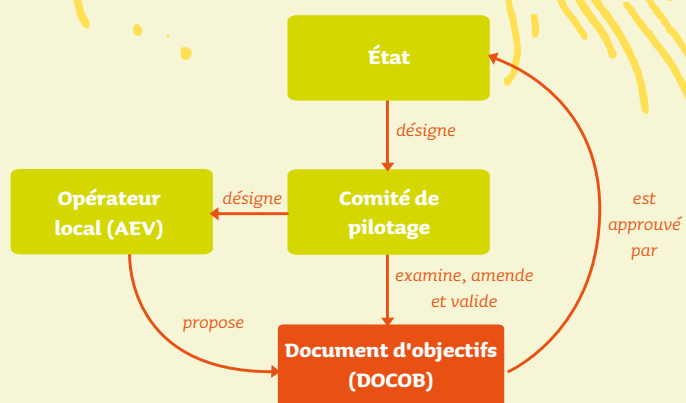 État
désigne
Opérateur
local (AEV)
désigne
Comité de
pilotage
est
approuvé
par
examine, amende
et valide
propose
Document d'objectifs
(DOCOB)